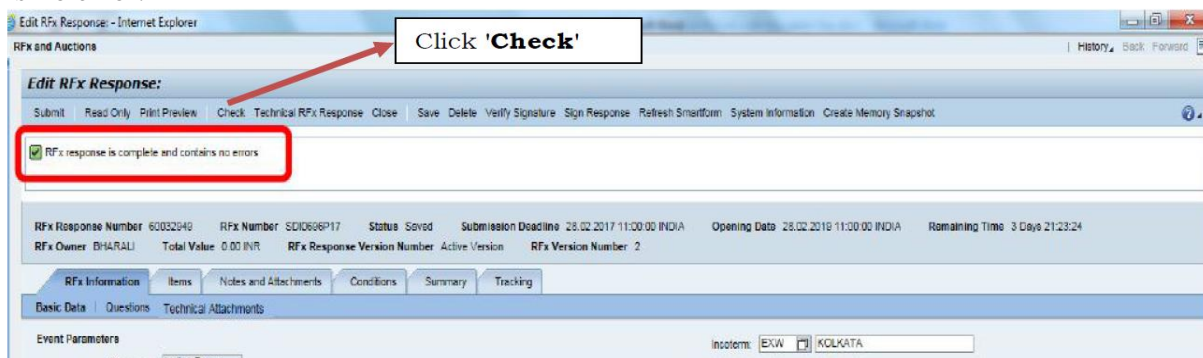 Edit RFx Response: - Internet Explorer
RFx and Auctions
Click 'Check'
History Back Forward
Edit RFx Response:
Submit Read Only Print Preview Check Technical RFx Response Close Save Delete Verify Signature Sign Response Refresh Smartform System Information Create Memory Snapshot
RFx response is complete and contains no errors
RFx Response Number 60032949 RFx Number SDI0696P17 Status Saved Submission Deadline 28.02.2017 11:00:00 INDIA Opening Date 28.02.2019 11:00:00 INDIA Remaining Time 3 Days 21:23:24
RFx Owner BHARALI Total Value 0.00 INR RFx Response Version Number Active Version RFx Version Number 2
RFx Information Items Notes and Attachments Conditions Summary Tracking
Basic Data Questions Technical Attachments
Event Parameters Incoterm: EXW KOLKATA